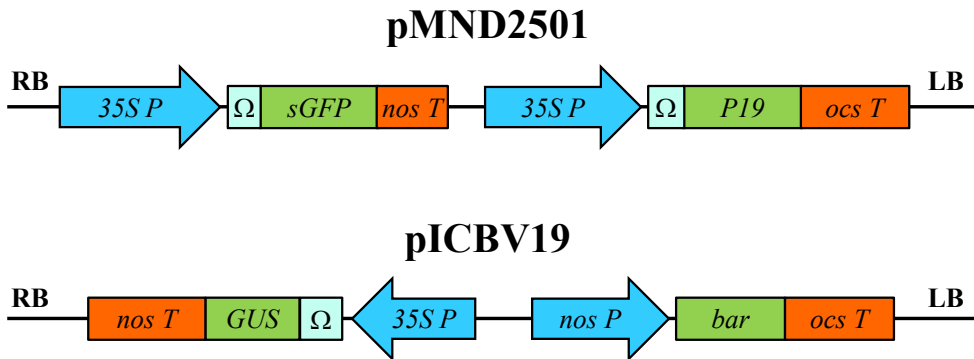 pMND2501
RB LB
35S P Ω sGFP nos T 35S P Ω P19 ocs T
pICBV19
RB LB
nos T GUS Ω 35S P nos P bar ocs T